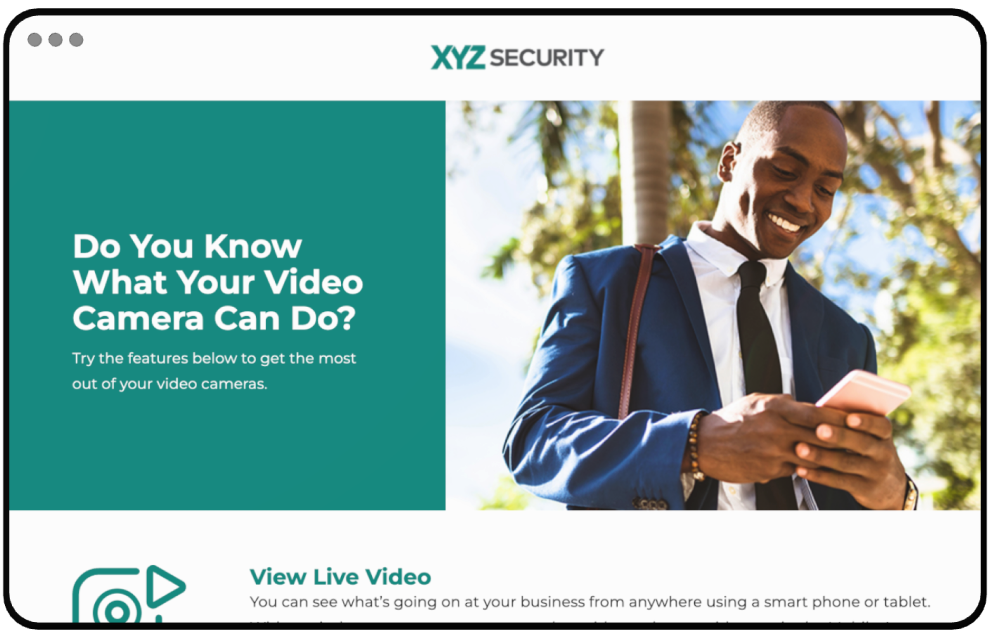 XYZ SECURITY
Do You Know
What Your Video
Camera Can Do?
Try the features below to get the most
out of your video cameras.
View Live Video
You can see what's going on at your business from anywhere using a smart phone or tablet.